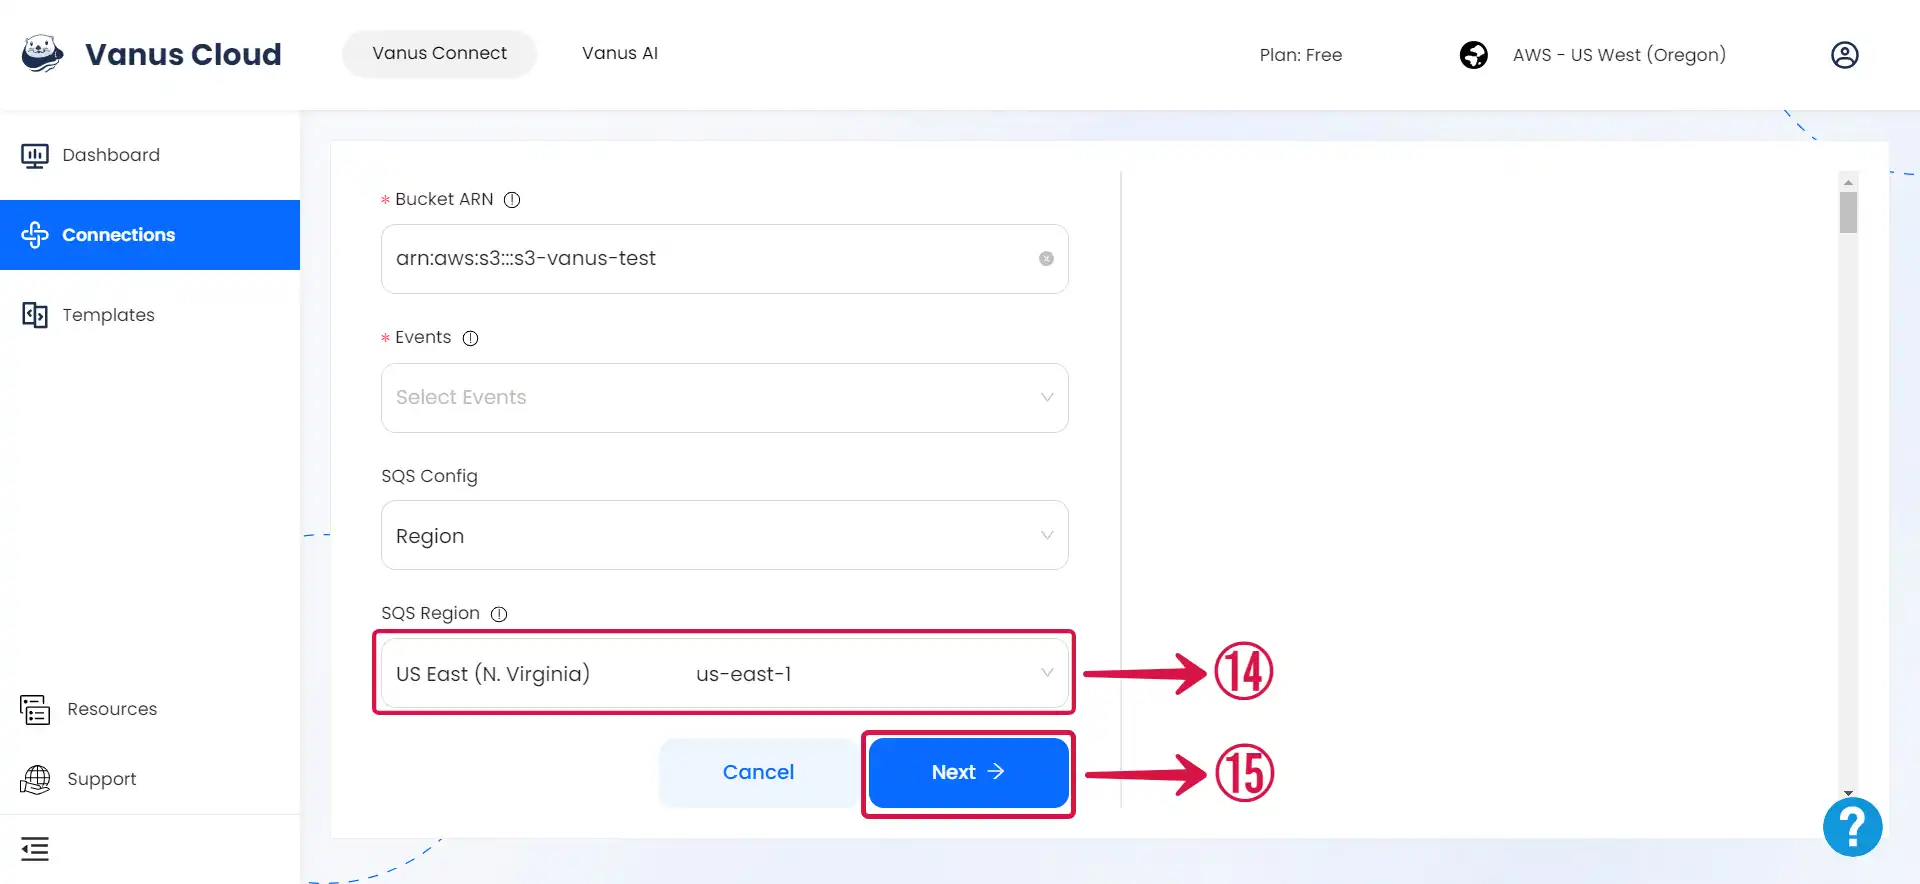 Vanus Cloud
Vanus Connect
Vanus AI
Plan: Free
AWS - US West (Oregon)
Dashboard
Connections
Templates
Resources
Support
* Bucket ARN
arn:aws:s3:::s3-vanus-test
* Events
Select Events
SQS Config
Region
SQS Region
US East (N. Virginia) us-east-1
14
Cancel
Next →
15
?